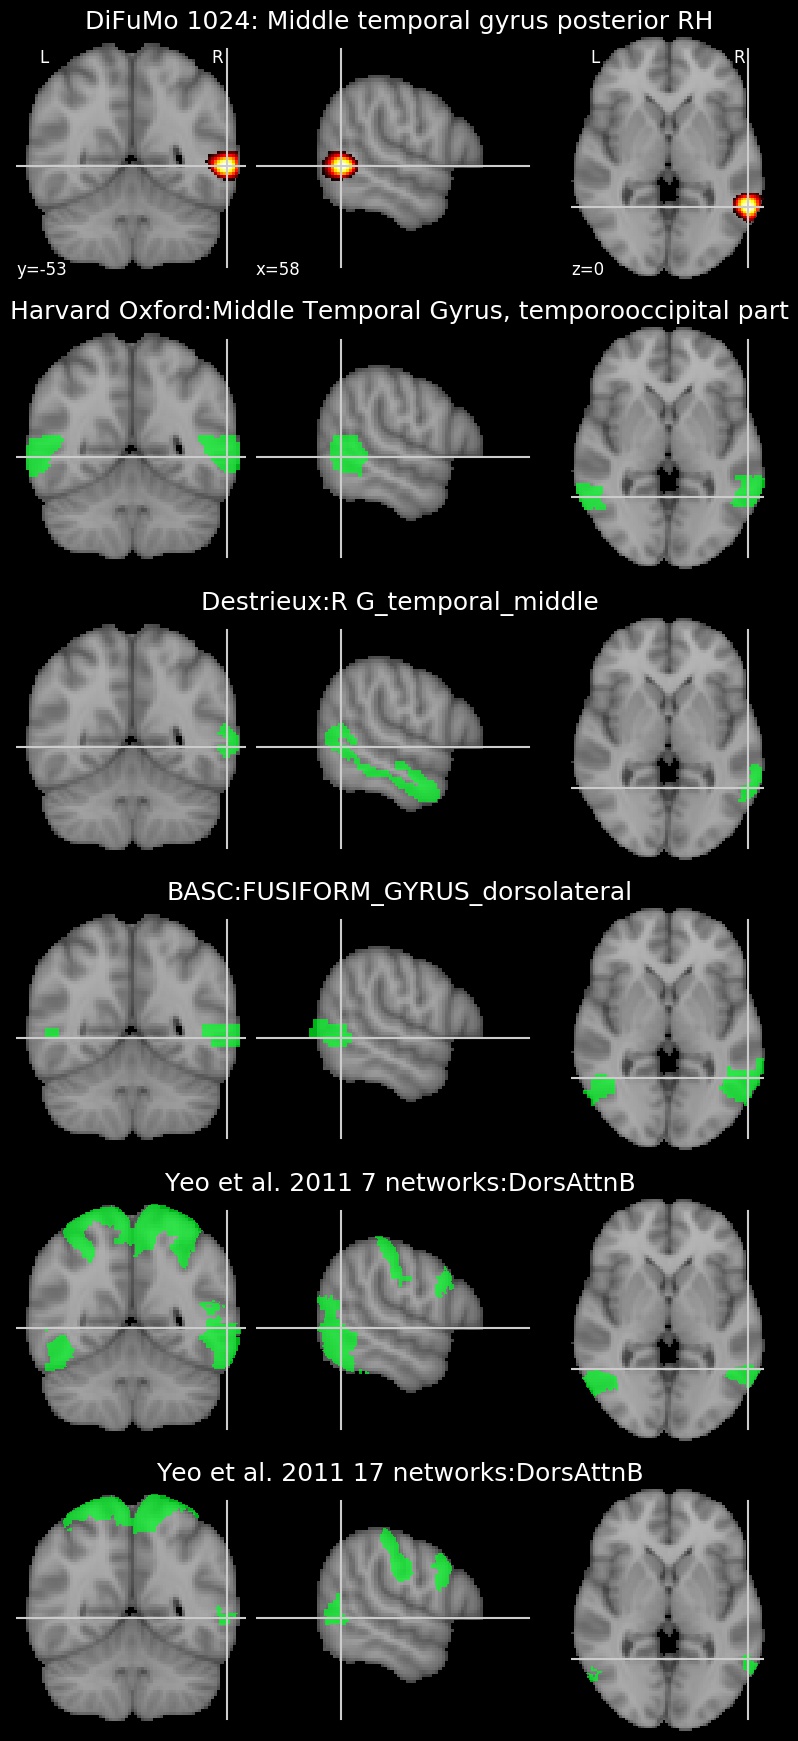 DiFuMo 1024: Middle temporal gyrus posterior RH
L R L R
y=-53 x=58 z=0
Harvard Oxford:Middle Temporal Gyrus, temporooccipital part
Destrieux:R G_temporal_middle
BASC:FUSIFORM_GYRUS_dorsolateral
Yeo et al. 2011 7 networks:DorsAttnB
Yeo et al. 2011 17 networks:DorsAttnB